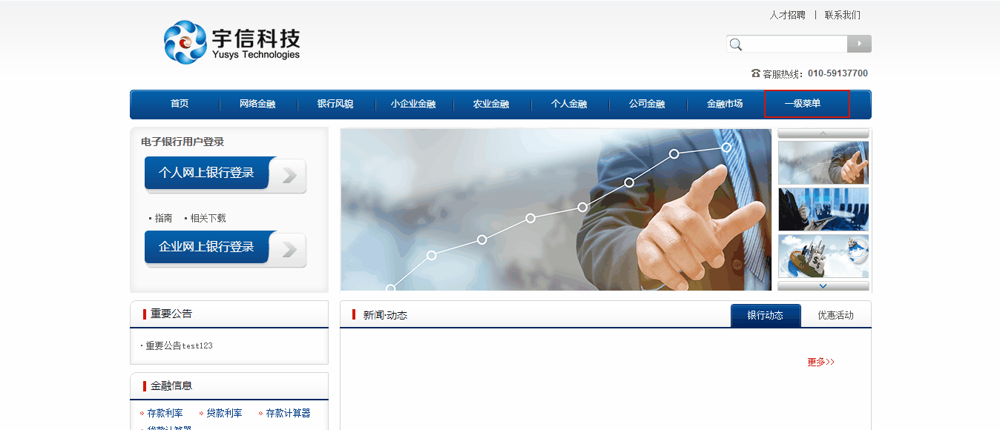 人才招聘 | 联系我们
宇信科技
Yusys Technologies
客服热线：010-59137700
首页 网络金融 银行风貌 小企业金融 农业金融 个人金融 公司金融 金融市场 一级菜单
电子银行用户登录
个人网上银行登录
·指南 ·相关下载
企业网上银行登录
重要公告
·重要公告test123
新闻·动态 银行动态 优惠活动
更多>>
金融信息
存款利率 贷款利率 存款计算器
贷款计算器